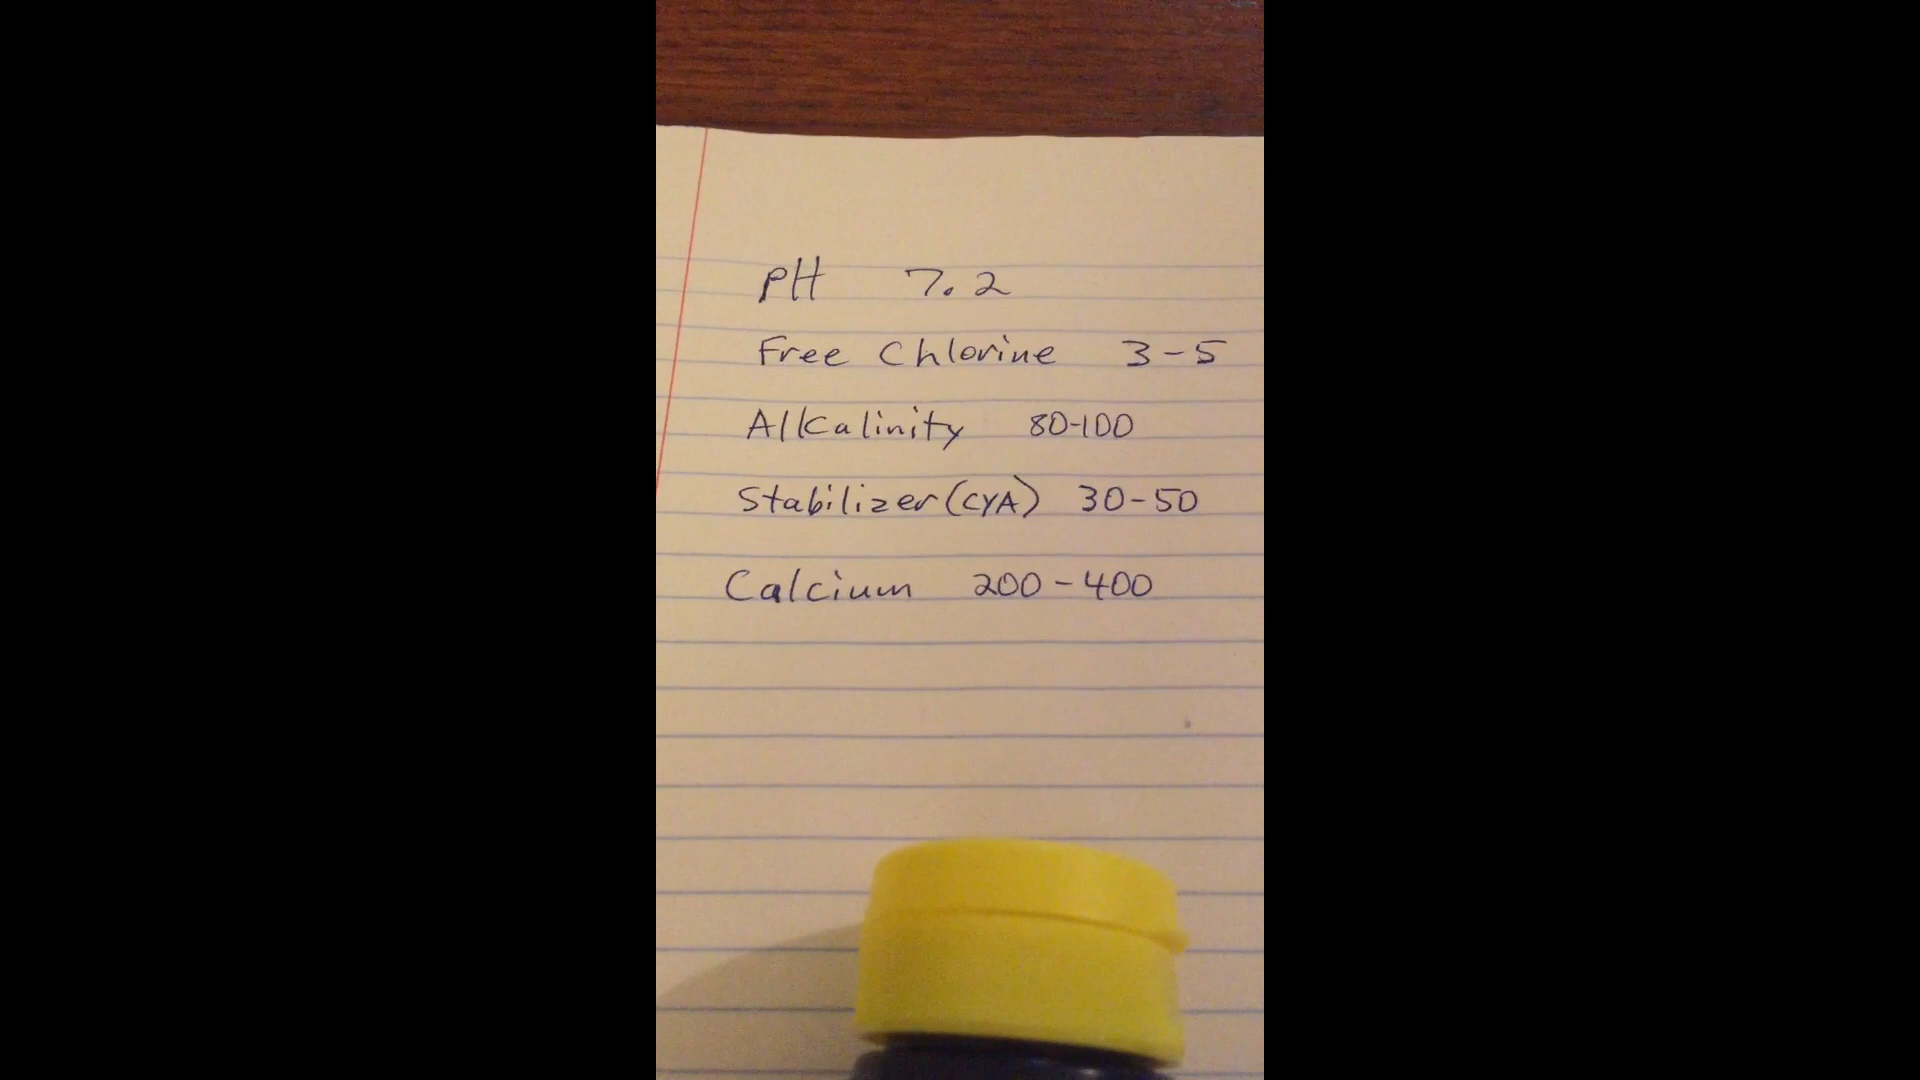 pH 7.2
Free Chlorine 3-5
Alkalinity 80-100
Stabilizer (CYA) 30-50
Calcium 200-400